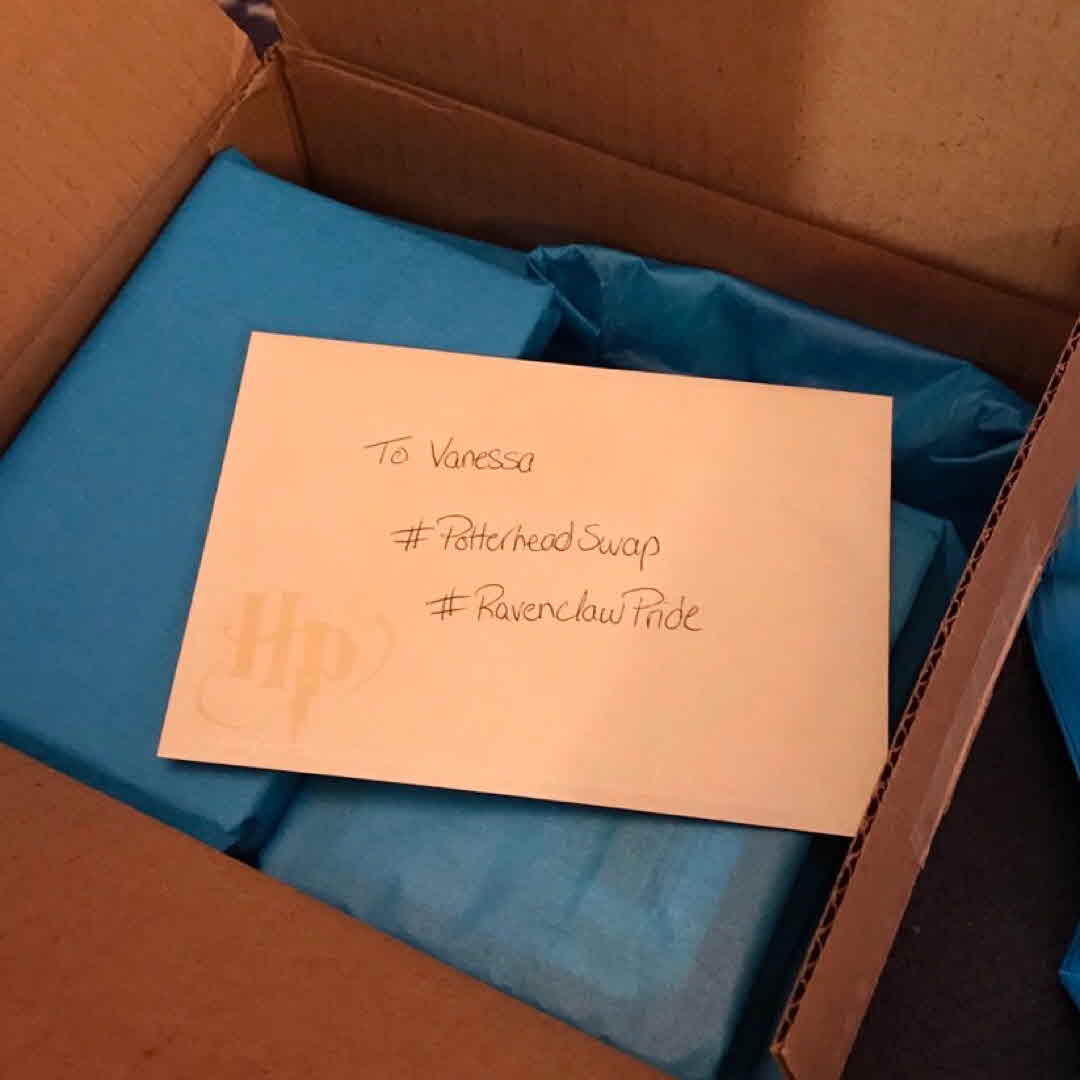 To Vanessa
#PotterheadSwap
#RavenclawPride
Hp